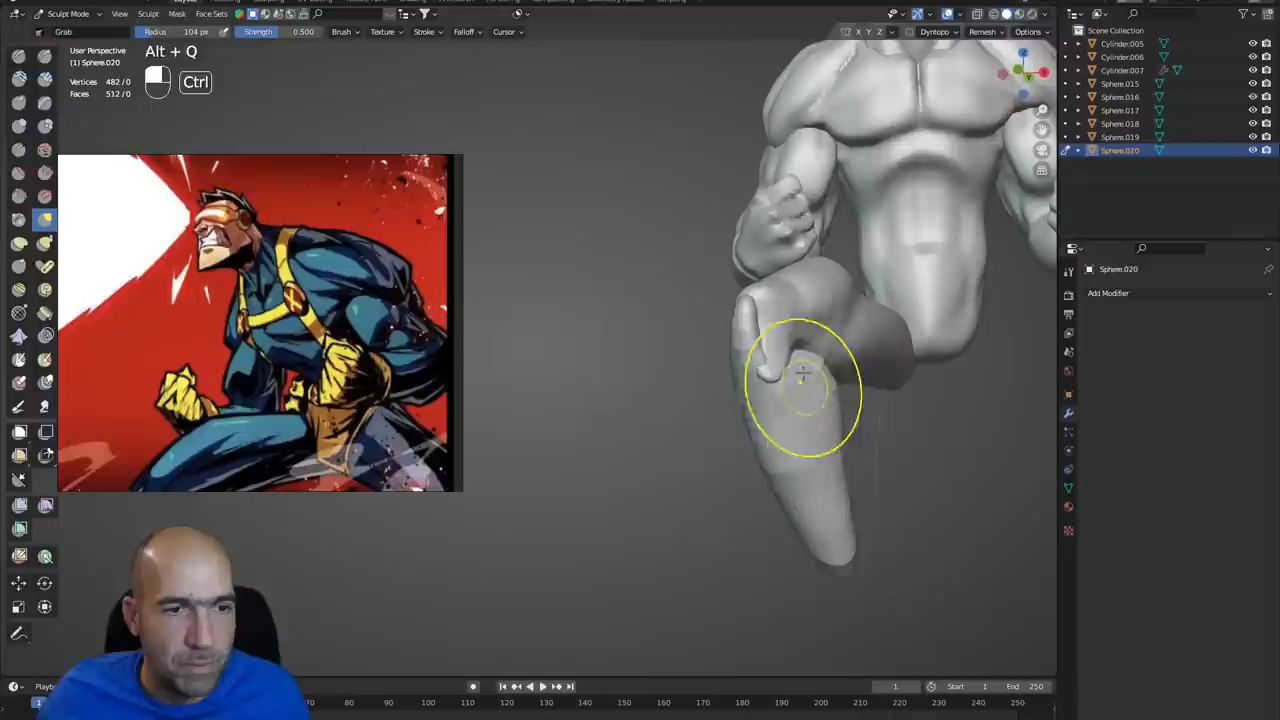 Sculpt Mode View Sculpt Mask Face Sets
Grab Radius 104 px Strength 0.500 Brush Texture Stroke Falloff Cursor X Y Z Dyntopo Remesh Options
User Perspective
(1) Sphere.020
Vertices 482/0
Faces 512/0
Alt + Q
Ctrl
Scene Collection
Cylinder.005
Cylinder.006
Cylinder.007
Sphere.015
Sphere.016
Sphere.017
Sphere.018
Sphere.019
Sphere.020
Sphere.020
Add Modifier
1 Start 1 End 250
100 110 120 130 140 150 160 170 180 190 200 210 220 230 240 250